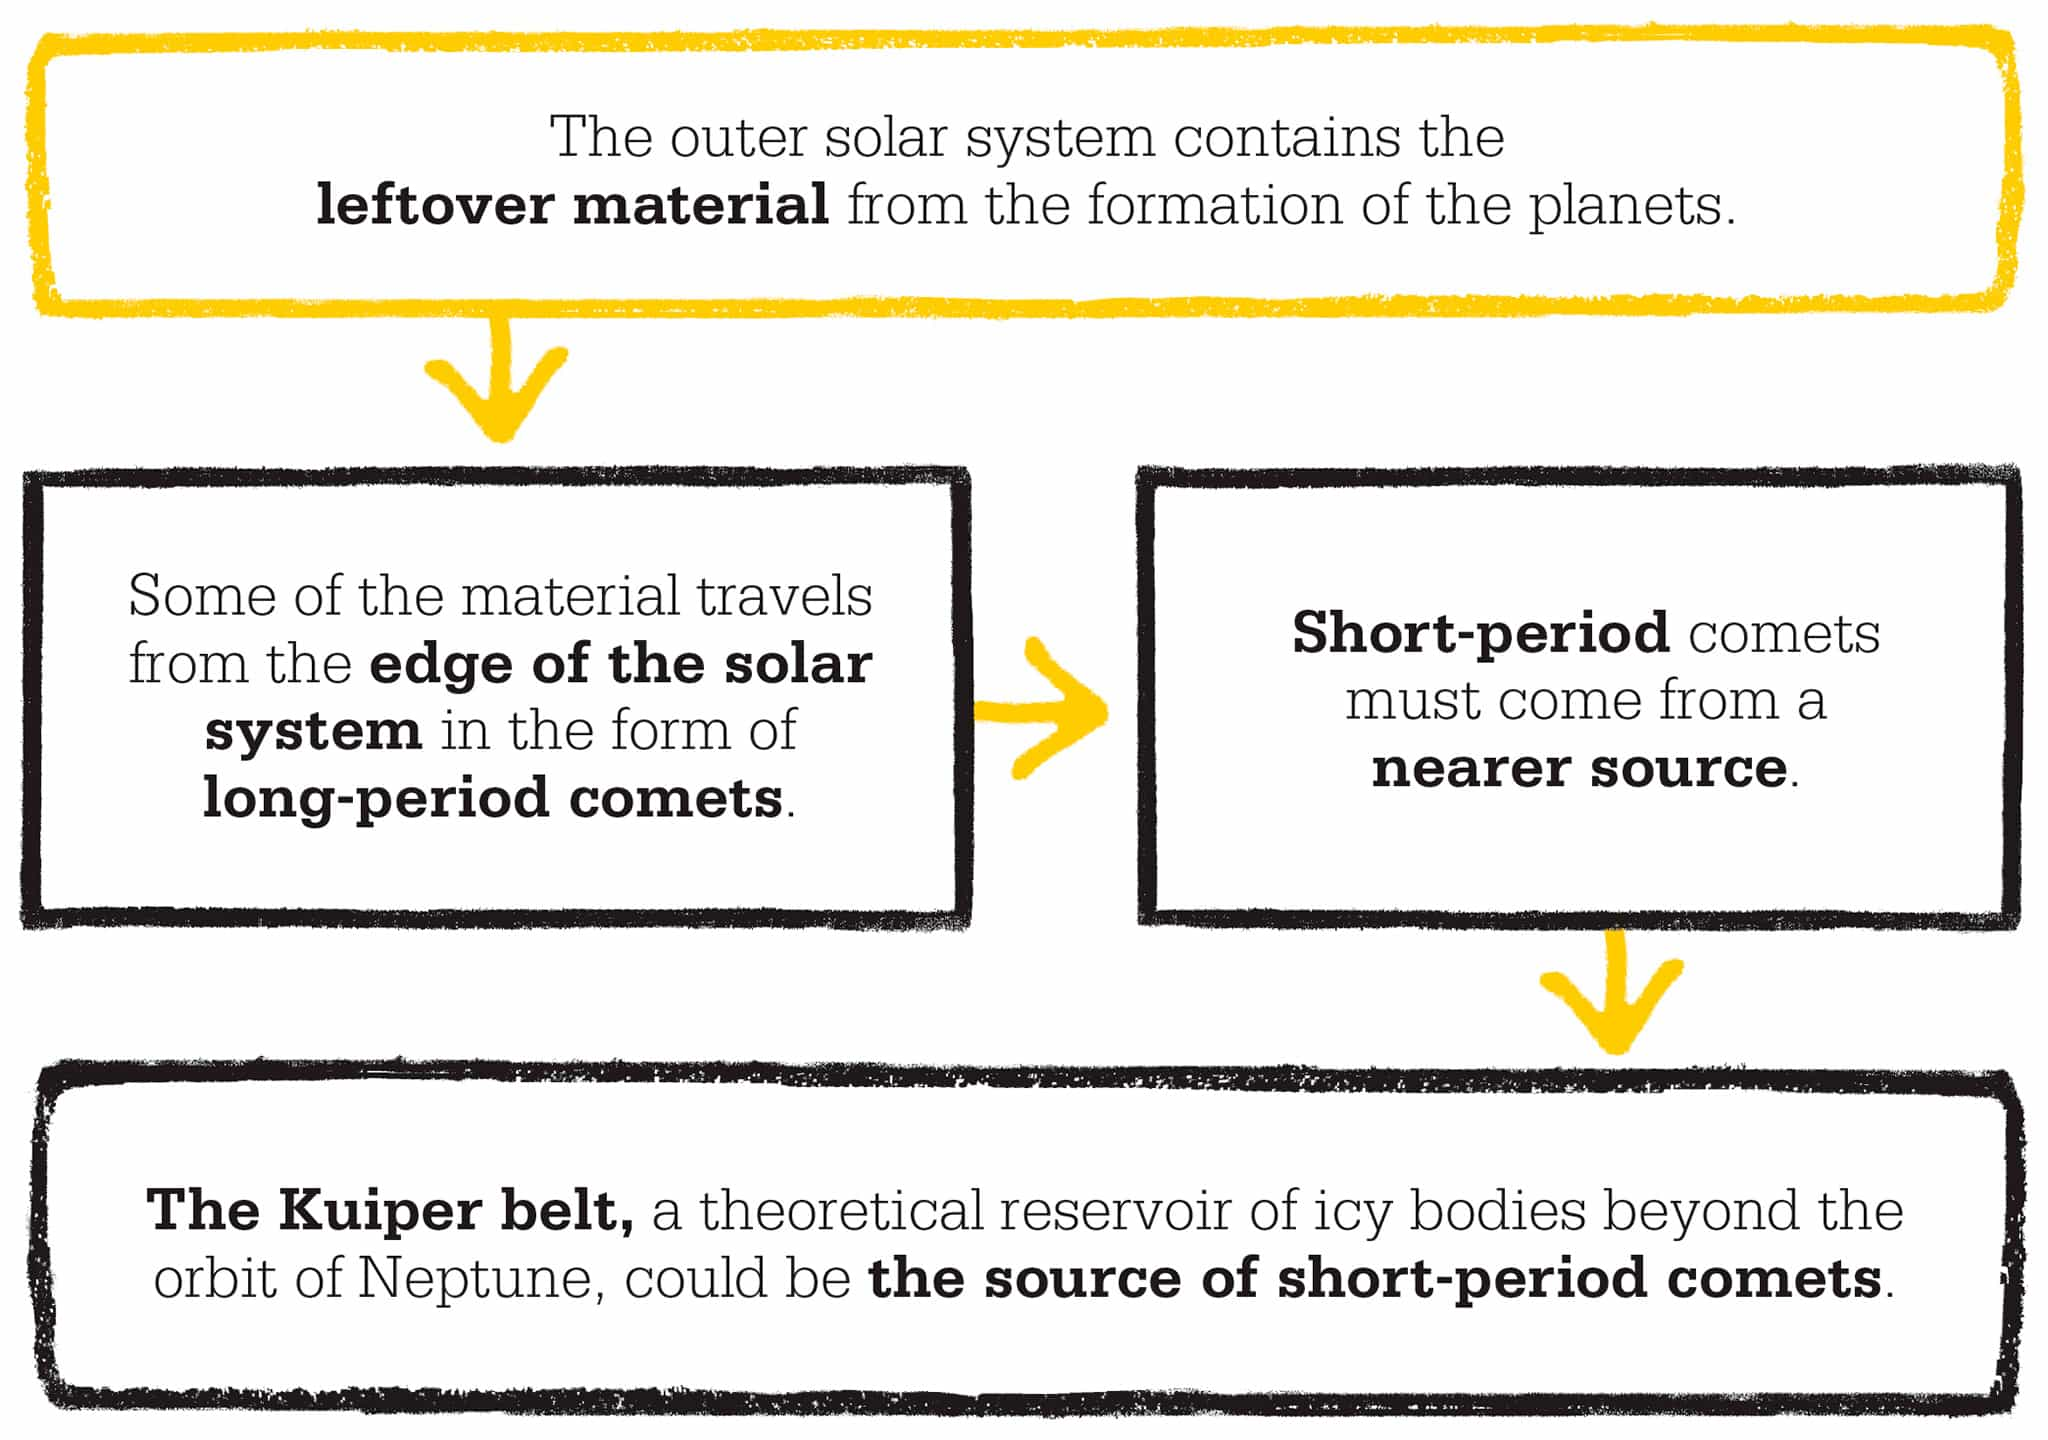 The outer solar system contains the
leftover material from the formation of the planets.
Some of the material travels
from the edge of the solar
system in the form of
long-period comets.
Short-period comets
must come from a
nearer source.
The Kuiper belt, a theoretical reservoir of icy bodies beyond the
orbit of Neptune, could be the source of short-period comets.